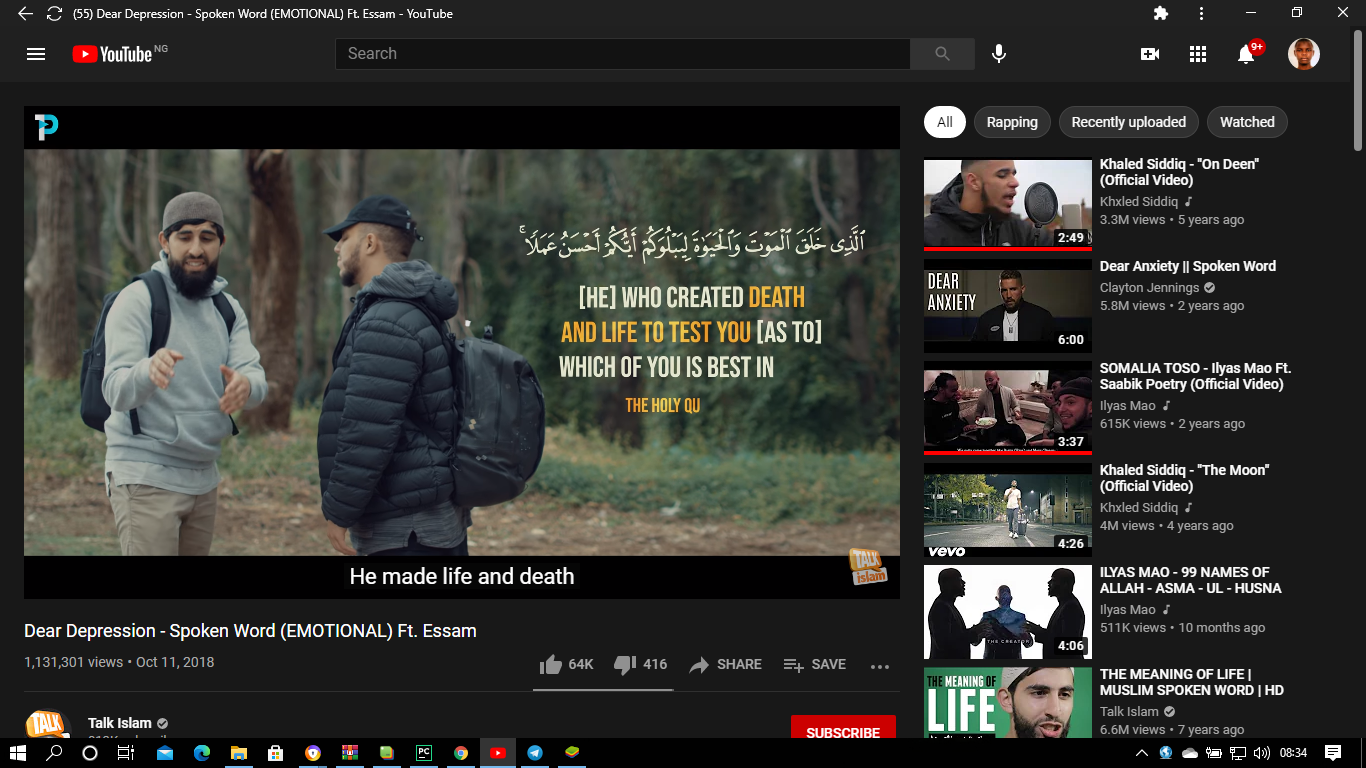 (55) Dear Depression - Spoken Word (EMOTIONAL) Ft. Essam - YouTube
YouTube NG
Search
9+
All
Rapping
Recently uploaded
Watched
TP
ٱلَّذِى خَلَقَ ٱلْمَوْتَ وَٱلْحَيَوٰةَ لِيَبْلُوَكُمْ أَيُّكُمْ أَحْسَنُ عَمَلًا ۚ
[HE] WHO CREATED DEATH
AND LIFE TO TEST YOU [AS TO]
WHICH OF YOU IS BEST IN
THE HOLY QU
TALK
islam
He made life and death
Dear Depression - Spoken Word (EMOTIONAL) Ft. Essam
1,131,301 views • Oct 11, 2018
64K
416
SHARE
SAVE
TALK
Talk Islam
SUBSCRIBE
2:49
Khaled Siddiq - "On Deen"
(Official Video)
Khxled Siddiq
3.3M views • 5 years ago
DEAR
ANXIETY
6:00
Dear Anxiety || Spoken Word
Clayton Jennings
5.8M views • 2 years ago
3:37
SOMALIA TOSO - Ilyas Mao Ft.
Saabik Poetry (Official Video)
Ilyas Mao
615K views • 2 years ago
vevo
4:26
Khaled Siddiq - "The Moon"
(Official Video)
Khxled Siddiq
4M views • 4 years ago
THE CREATOR
4:06
ILYAS MAO - 99 NAMES OF
ALLAH - ASMA - UL - HUSNA
Ilyas Mao
511K views • 10 months ago
THE MEANING OF
LIFE
THE MEANING OF LIFE |
MUSLIM SPOKEN WORD | HD
Talk Islam
6.6M views • 7 years ago
PC
08:34